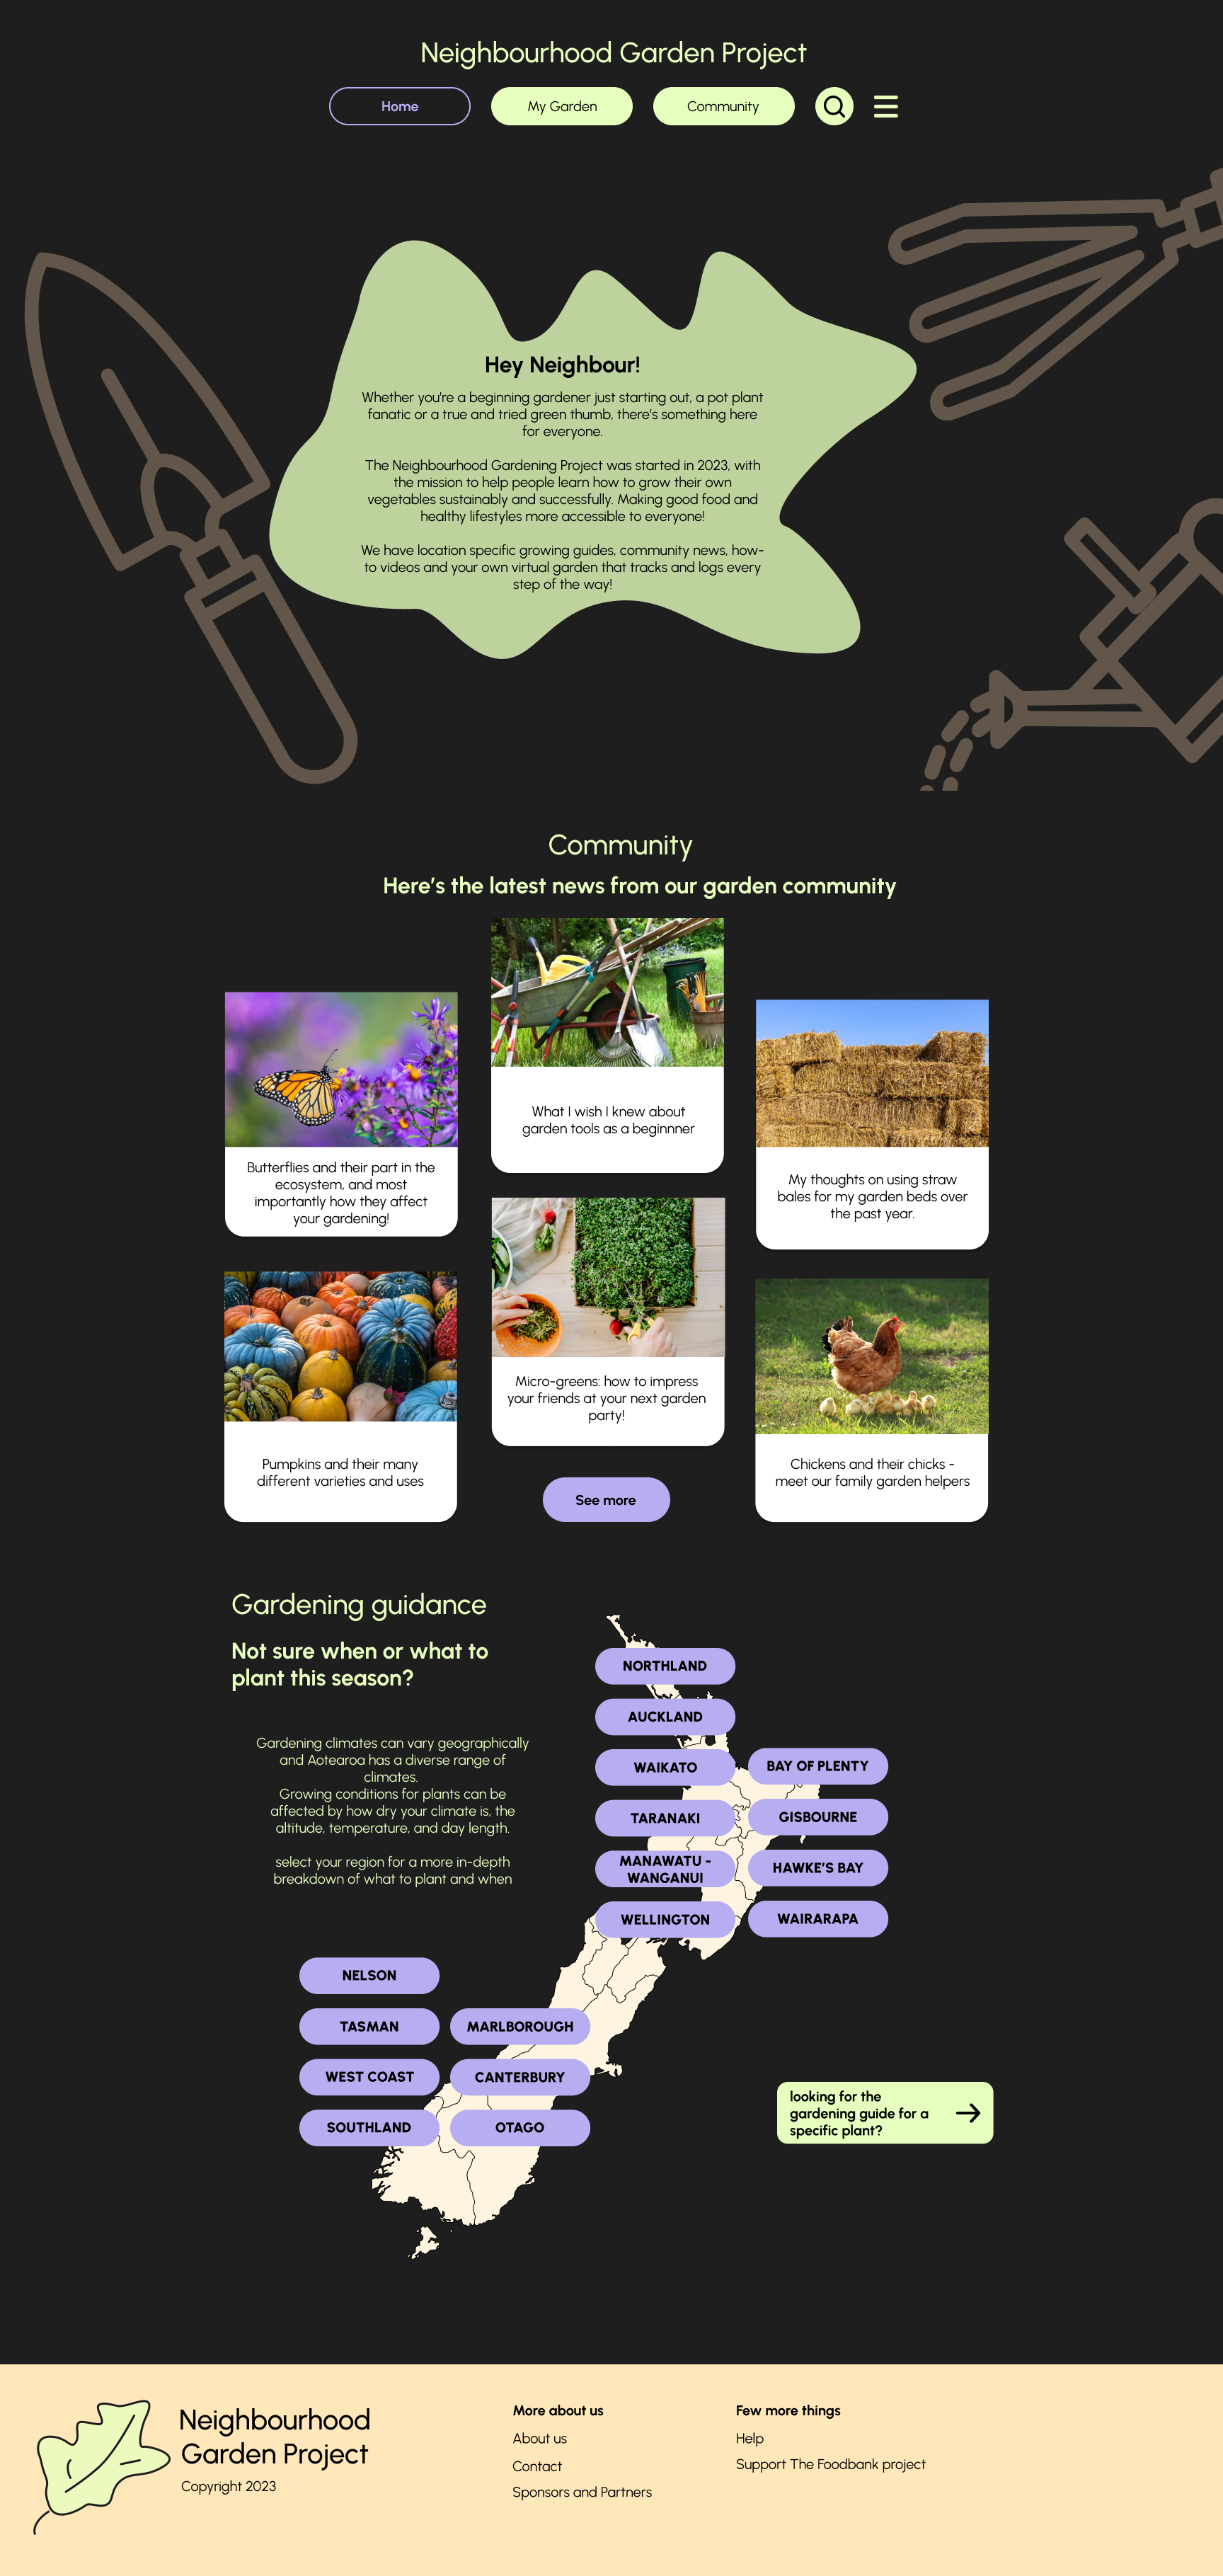 Neighbourhood Garden Project
Home
My Garden
Community
Hey Neighbour!
Whether you're a beginning gardener just starting out, a pot plant
fanatic or a true and tried green thumb, there's something here
for everyone.
The Neighbourhood Gardening Project was started in 2023, with
the mission to help people learn how to grow their own
vegetables sustainably and successfully. Making good food and
healthy lifestyles more accessible to everyone!
We have location specific growing guides, community news, how-
to videos and your own virtual garden that tracks and logs every
step of the way!
Community
Here's the latest news from our garden community
Butterflies and their part in the
ecosystem, and most
importantly how they affect
your gardening!
What I wish I knew about
garden tools as a beginnner
My thoughts on using straw
bales for my garden beds over
the past year.
Pumpkins and their many
different varieties and uses
Micro-greens: how to impress
your friends at your next garden
party!
Chickens and their chicks -
meet our family garden helpers
See more
Gardening guidance
Not sure when or what to
plant this season?
Gardening climates can vary geographically
and Aotearoa has a diverse range of
climates.
Growing conditions for plants can be
affected by how dry your climate is, the
altitude, temperature, and day length.
select your region for a more in-depth
breakdown of what to plant and when
NORTHLAND
AUCKLAND
WAIKATO
BAY OF PLENTY
TARANAKI
GISBOURNE
MANAWATU -
WANGANUI
HAWKE'S BAY
WELLINGTON
WAIRARAPA
NELSON
TASMAN
MARLBOROUGH
WEST COAST
CANTERBURY
SOUTHLAND
OTAGO
looking for the
gardening guide for a
specific plant?
Neighbourhood
Garden Project
Copyright 2023
More about us
About us
Contact
Sponsors and Partners
Few more things
Help
Support The Foodbank project